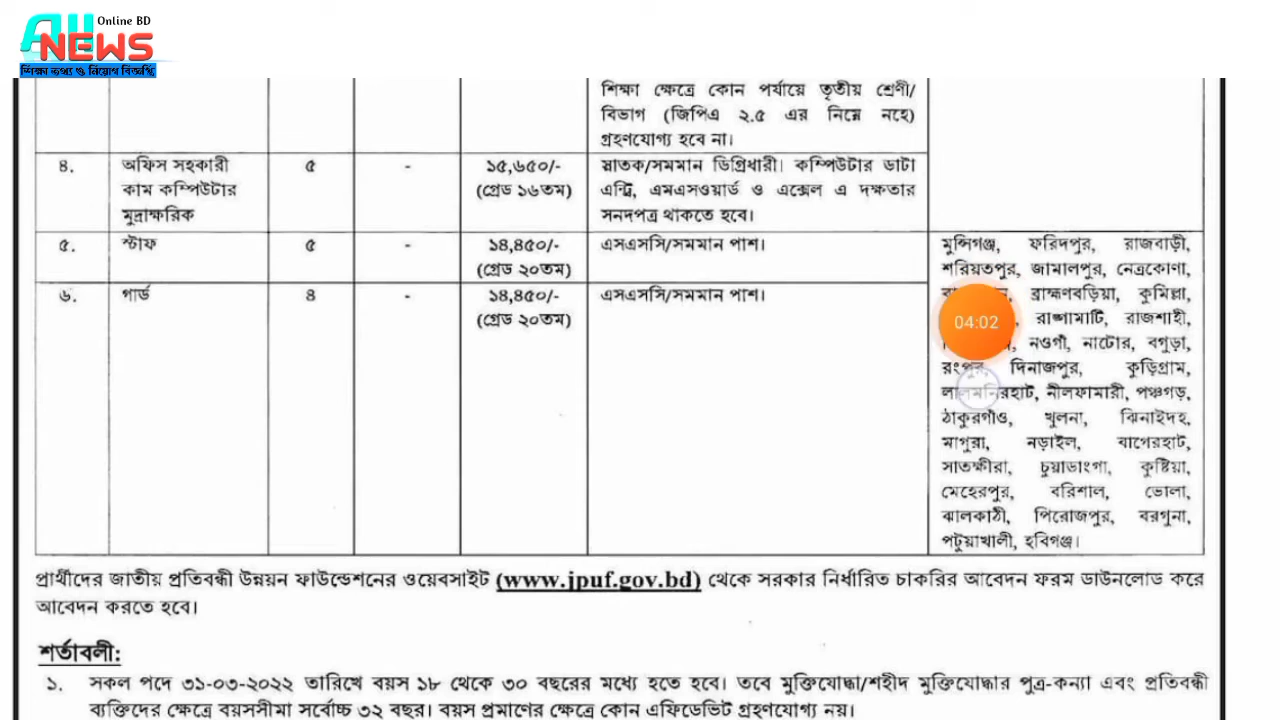 Online BD
All
NEWS
শিক্ষা তথ্য ও নিয়োগ বিজ্ঞপ্তি
শিক্ষা ক্ষেত্রে কোন পর্যায়ে তৃতীয় শ্রেণী/
বিভাগ (জিপিএ ২.৫ এর নিম্নে নহে)
গ্রহণযোগ্য হবে না।
৪. অফিস সহকারী ৫ - ১৫,৬৫০/- স্নাতক/সমমান ডিগ্রিধারী। কম্পিউটার ডাটা
কাম কম্পিউটার (গ্রেড ১৬তম) এন্ট্রি, এমএসওয়ার্ড ও এক্সেল এ দক্ষতার
মুদ্রাক্ষরিক সনদপত্র থাকতে হবে।
৫. স্টাফ ৫ - ১৪,৪৫০/- এসএসসি/সমমান পাশ। মুন্সিগঞ্জ, ফরিদপুর, রাজবাড়ী,
(গ্রেড ২০তম) শরিয়তপুর, জামালপুর, নেত্রকোণা,
৬. গার্ড ৪ - ১৪,৪৫০/- এসএসসি/সমমান পাশ। ব্রাহ্মণবড়িয়া, কুমিল্লা,
(গ্রেড ২০তম) 04:02 রাঙ্গামাটি, রাজশাহী,
নওগাঁ, নাটোর, বগুড়া,
রংপুর, দিনাজপুর, কুড়িগ্রাম,
লালমনিরহাট, নীলফামারী, পঞ্চগড়,
ঠাকুরগাঁও, খুলনা, ঝিনাইদহ,
মাগুরা, নড়াইল, বাগেরহাট,
সাতক্ষীরা, চুয়াডাংগা, কুষ্টিয়া,
মেহেরপুর, বরিশাল, ভোলা,
ঝালকাঠী, পিরোজপুর, বরগুনা,
পটুয়াখালী, হবিগঞ্জ।
প্রার্থীদের জাতীয় প্রতিবন্ধী উন্নয়ন ফাউন্ডেশনের ওয়েবসাইট (www.jpuf.gov.bd) থেকে সরকার নির্ধারিত চাকরির আবেদন ফরম ডাউনলোড করে
আবেদন করতে হবে।
শর্তাবলী:
১. সকল পদে ৩১-০৩-২০২২ তারিখে বয়স ১৮ থেকে ৩০ বছরের মধ্যে হতে হবে। তবে মুক্তিযোদ্ধা/শহীদ মুক্তিযোদ্ধার পুত্র-কন্যা এবং প্রতিবন্ধী
ব্যক্তিদের ক্ষেত্রে বয়সসীমা সর্বোচ্চ ৩২ বছর। বয়স প্রমাণের ক্ষেত্রে কোন এফিডেভিট গ্রহণযোগ্য নয়।